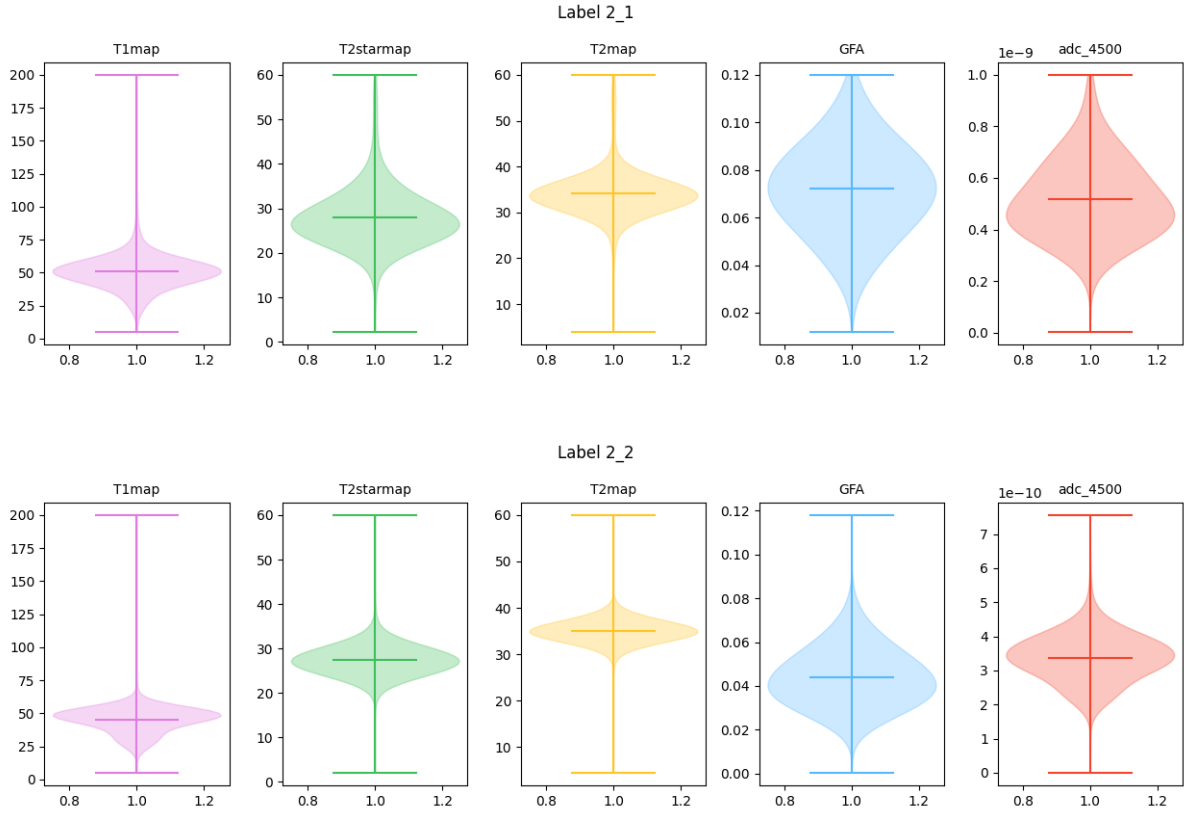 Label 2_1
T1map T2starmap T2map GFA adc_4500
1e−9
200 60 60 0.12 1.0
175
150 50 50 0.10 0.8
125 40 40 0.08 0.6
100 30 30 0.06 0.4
75 20 20 0.04 0.2
50 10 10 0.02 0.0
25
0 0
0.8 1.0 1.2 0.8 1.0 1.2 0.8 1.0 1.2 0.8 1.0 1.2 0.8 1.0 1.2
Label 2_2
T1map T2starmap T2map GFA adc_4500
1e−10
200 60 60 0.12 7
175 50 50 0.10 6
150 40 40 0.08 5
125 30 30 0.06 4
100 20 20 0.04 3
75 10 10 0.02 2
50 0 0.00 1
25 0
0
0.8 1.0 1.2 0.8 1.0 1.2 0.8 1.0 1.2 0.8 1.0 1.2 0.8 1.0 1.2